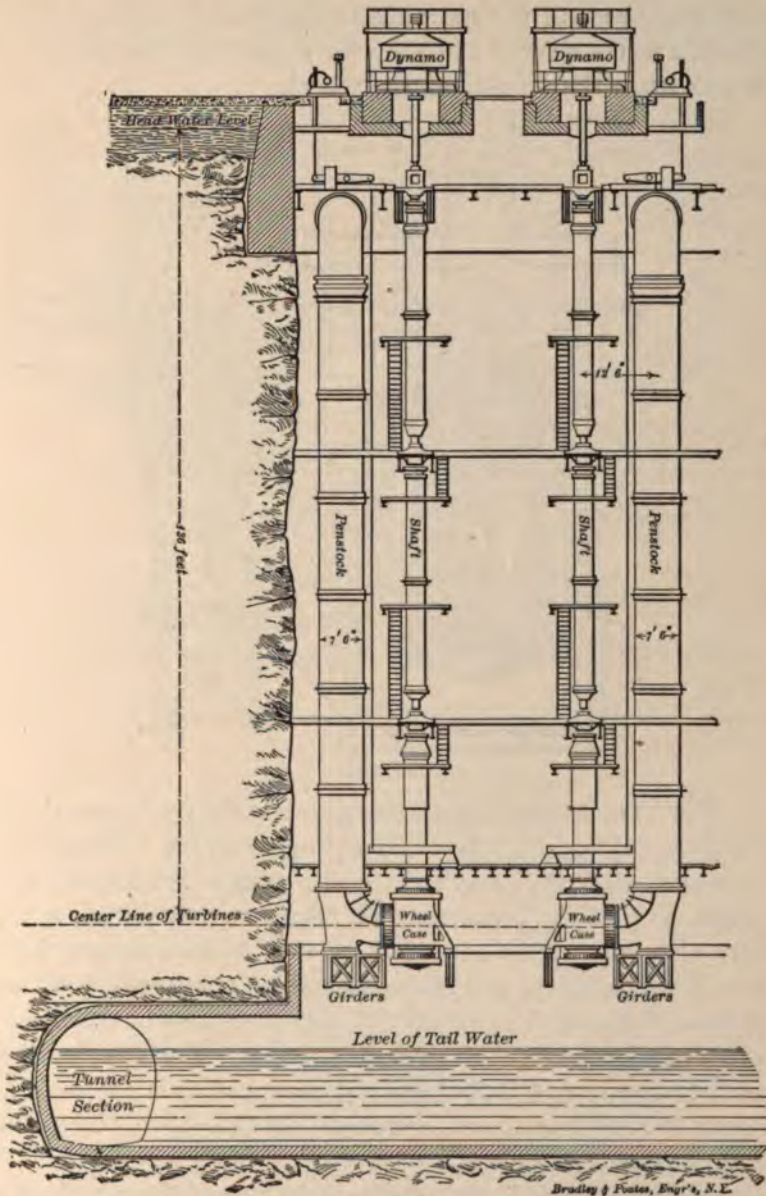 Dynamo
Dynamo
Head Water Level
12' 6"
136 feet
Penstock
Shaft
Shaft
Penstock
7' 6"
7' 6"
Center Line of Turbines
Wheel
Case
Wheel
Case
Girders
Girders
Level of Tail Water
Tunnel
Section
Bradley & Poates, Engr's, N.Y.